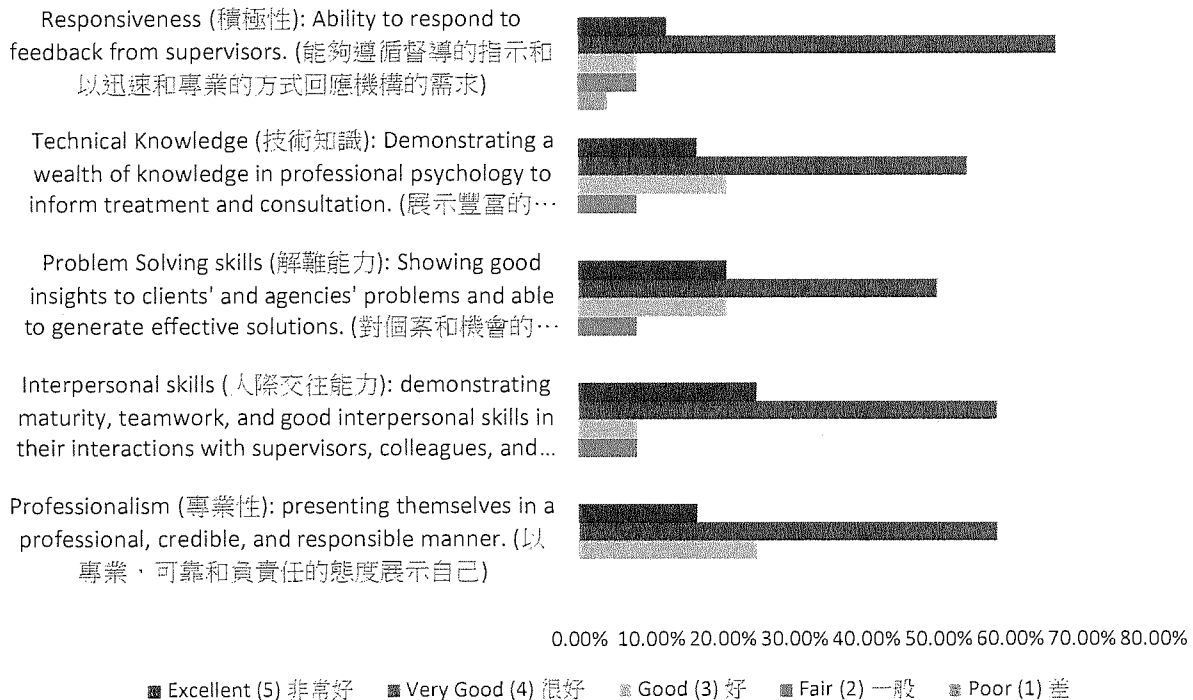 Responsiveness (積極性): Ability to respond to
feedback from supervisors. (能夠遵循督導的指示和
以迅速和專業的方式回應機構的需求)
Technical Knowledge (技術知識): Demonstrating a
wealth of knowledge in professional psychology to
inform treatment and consultation. (展示豐富的…
Problem Solving skills (解難能力): Showing good
insights to clients' and agencies' problems and able
to generate effective solutions. (對個案和機會的…
Interpersonal skills (人際交往能力): demonstrating
maturity, teamwork, and good interpersonal skills in
their interactions with supervisors, colleagues, and...
Professionalism (專業性): presenting themselves in a
professional, credible, and responsible manner. (以
專業、可靠和負責任的態度展示自己)
0.00% 10.00% 20.00% 30.00% 40.00% 50.00% 60.00% 70.00% 80.00%
Excellent (5) 非常好 Very Good (4) 很好 Good (3) 好 Fair (2) 一般 Poor (1) 差